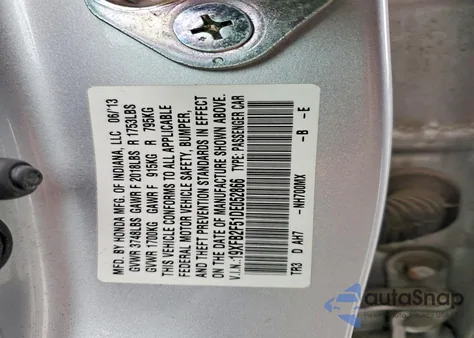 MFD. BY HONDA MFG. OF INDIANA, LLC 06/13
GVWR 3748LBS GAWR F 2018LBS R 1753LBS
GVWR 1700KG GAWR F 915KG R 795KG
THIS VEHICLE CONFORMS TO ALL APPLICABLE
FEDERAL MOTOR VEHICLE SAFETY, BUMPER,
AND THEFT PREVENTION STANDARDS IN EFFECT
ON THE DATE OF MANUFACTURE SHOWN ABOVE.
V.I.N.: 19XFB2F51DE052866 TYPE: PASSENGER CAR
TR3 D AH7 -NH700MX -B -E
autoSnap